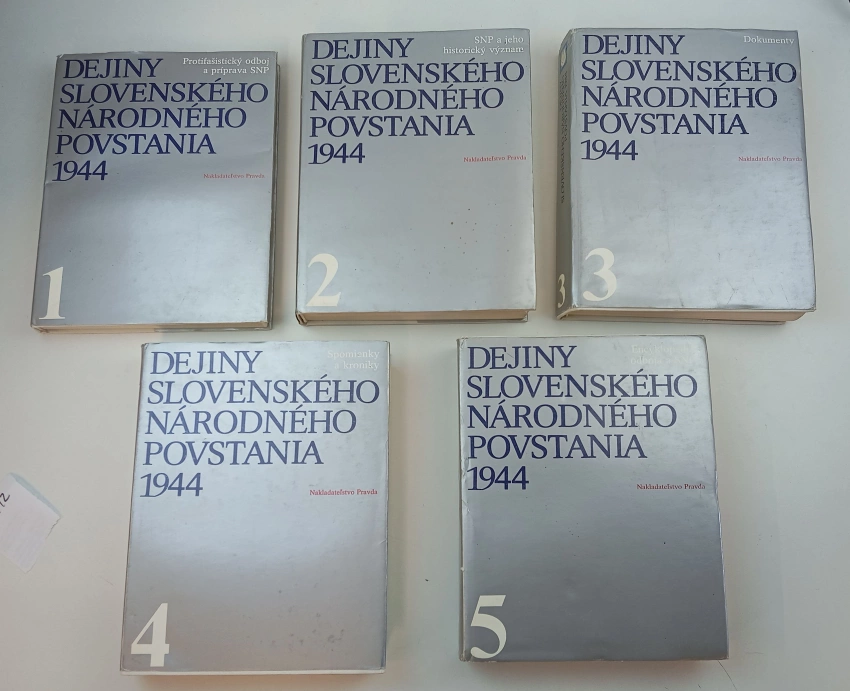 DEJINY
SLOVENSKÉHO
NÁRODNÉHO
POVSTANIA
1944
Protifašistický odboj
a príprava SNP
Nakladateľstvo Pravda
1
DEJINY
SLOVENSKÉHO
NÁRODNÉHO
POVSTANIA
1944
SNP a jeho
historický význam
Nakladateľstvo Pravda
2
DEJINY
SLOVENSKÉHO
NÁRODNÉHO
POVSTANIA
1944
Dokumenty
Nakladateľstvo Pravda
3
3
DEJINY
SLOVENSKÉHO
NÁRODNÉHO
POVSTANIA
1944
Spomienky
a kroniky
Nakladateľstvo Pravda
4
DEJINY
SLOVENSKÉHO
NÁRODNÉHO
POVSTANIA
1944
Nakladateľstvo Pravda
5